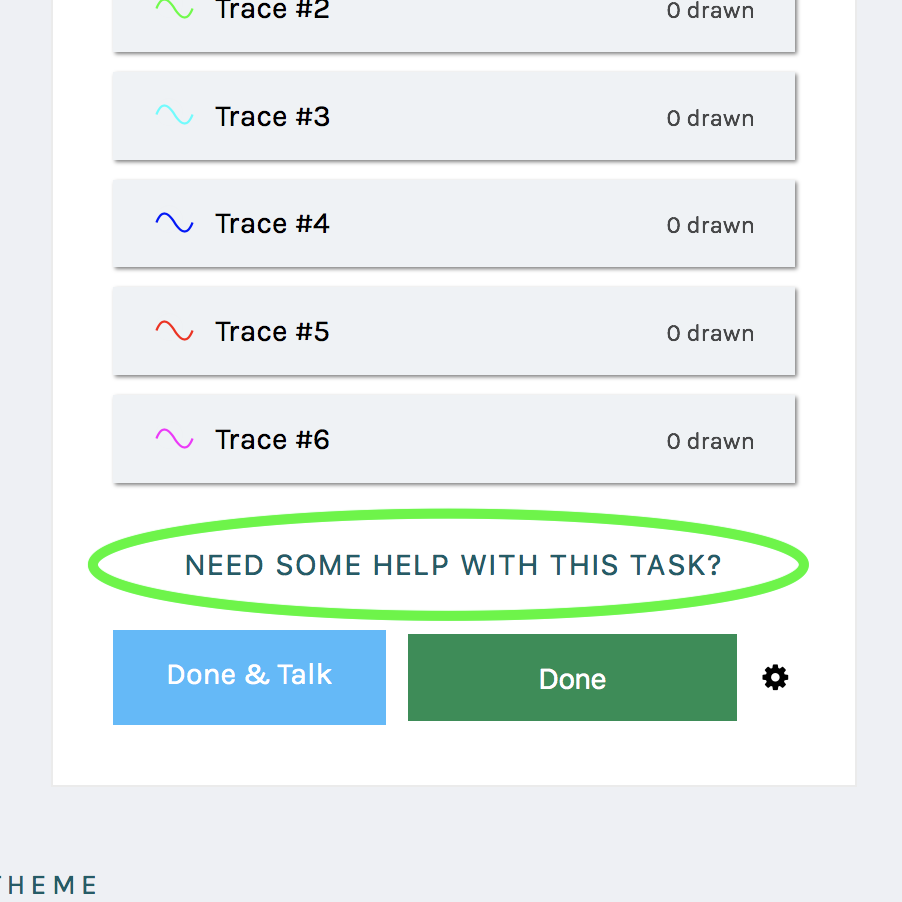 Trace #2 0 drawn
Trace #3 0 drawn
Trace #4 0 drawn
Trace #5 0 drawn
Trace #6 0 drawn
NEED SOME HELP WITH THIS TASK?
Done & Talk Done
THEME